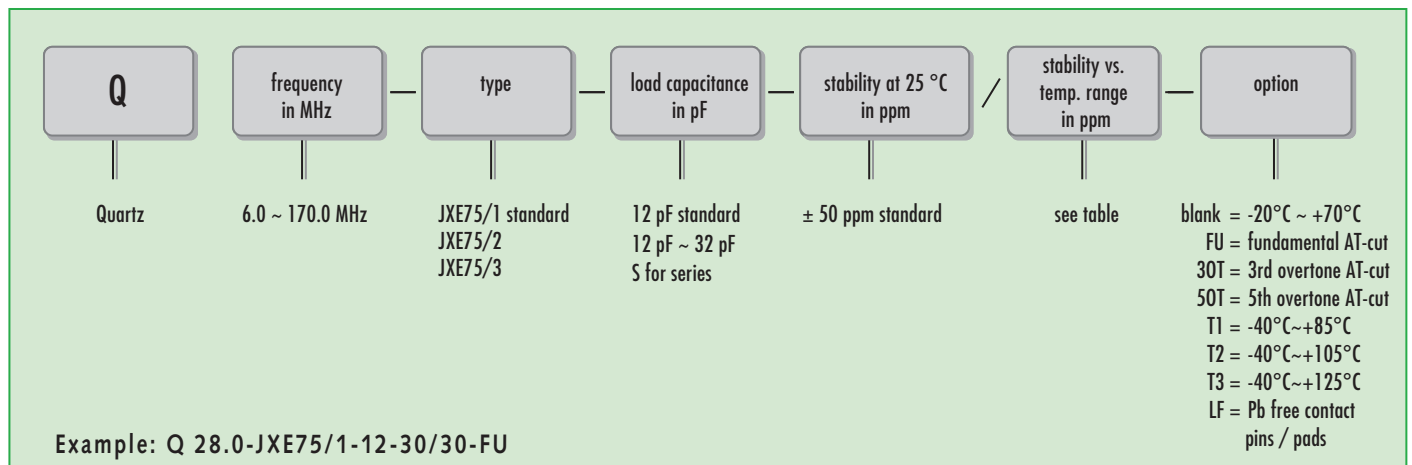 Q
frequency
in MHz
type
load capacitance
in pF
stability at 25 °C
in ppm
/
stability vs.
temp. range
in ppm
option
Quartz
6.0 ~ 170.0 MHz
JXE75/1 standard
JXE75/2
JXE75/3
12 pF standard
12 pF ~ 32 pF
S for series
± 50 ppm standard
see table
blank = -20°C ~ +70°C
FU = fundamental AT-cut
3OT = 3rd overtone AT-cut
5OT = 5th overtone AT-cut
T1 = -40°C~+85°C
T2 = -40°C~+105°C
T3 = -40°C~+125°C
LF = Pb free contact
pins / pads
Example: Q 28.0-JXE75/1-12-30/30-FU